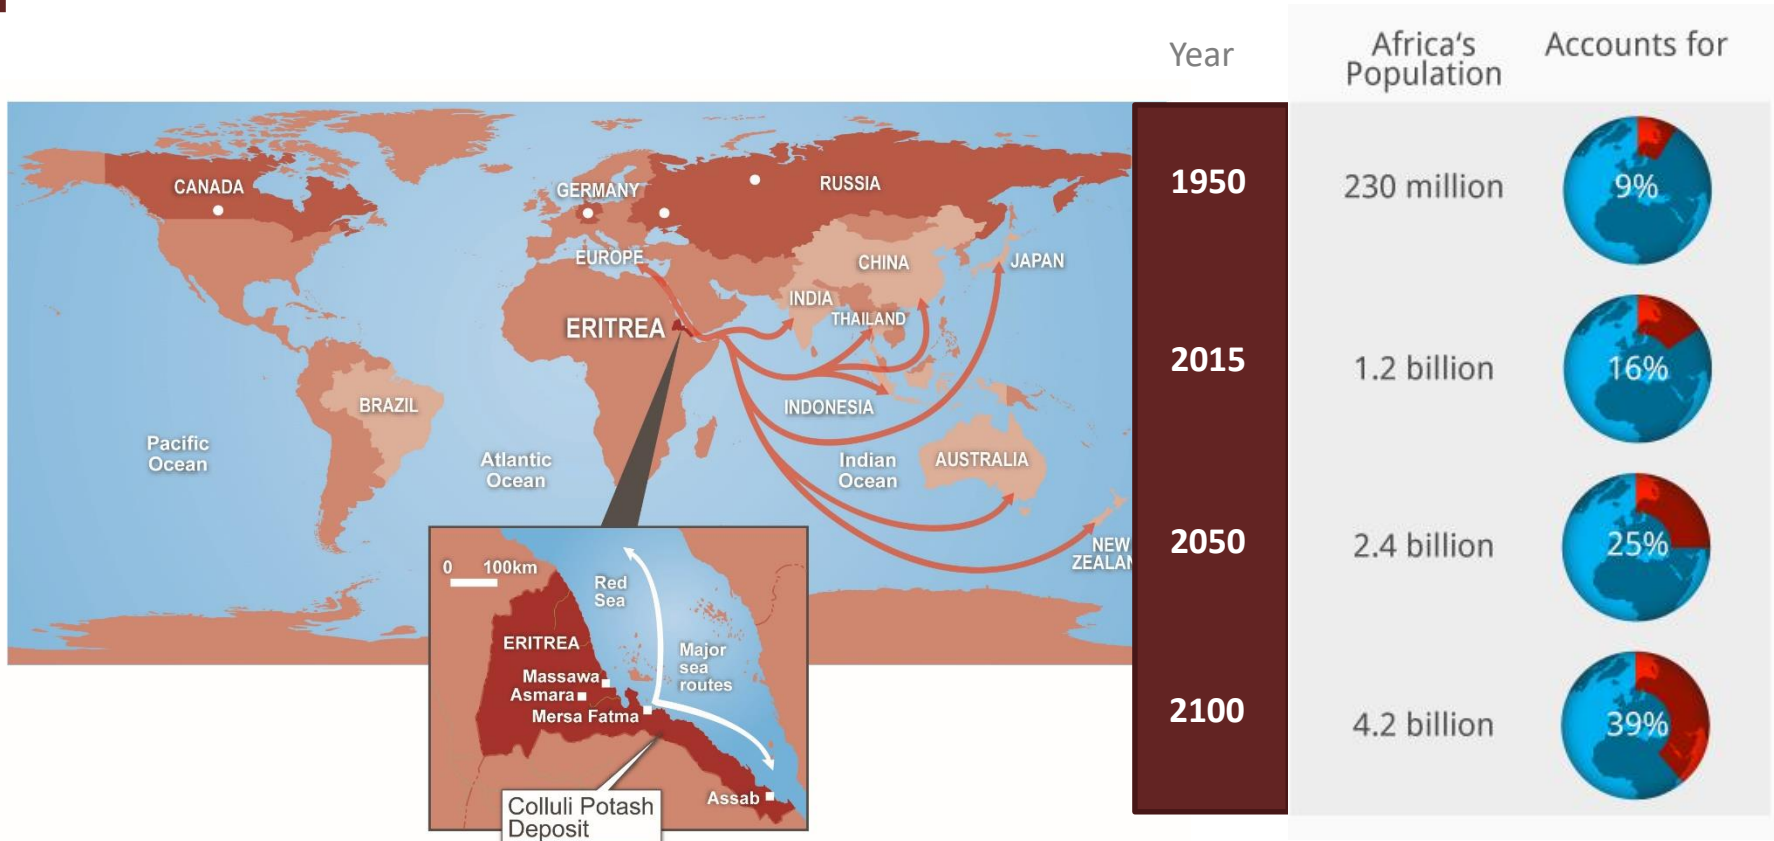 Year
Africa's
Population
Accounts for
CANADA
GERMANY
RUSSIA
EUROPE
CHINA
JAPAN
INDIA
THAILAND
ERITREA
BRAZIL
INDONESIA
Pacific
Ocean
Atlantic
Ocean
Indian
Ocean
AUSTRALIA
NEW
ZEALAN
0 100km
Red
Sea
ERITREA
Major
sea
routes
Massawa
Asmara
Mersa Fatma
Assab
Colluli Potash
Deposit
1950
230 million
9%
2015
1.2 billion
16%
2050
2.4 billion
25%
2100
4.2 billion
39%